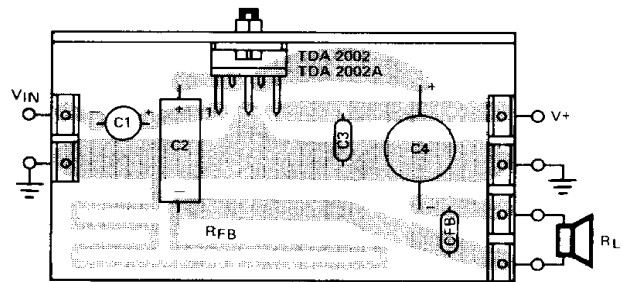 TDA 2002
TDA 2002A
VIN
- C1 +
+
C2
−
1
C3
+
C4
−
V+
RFB
CFB
RL